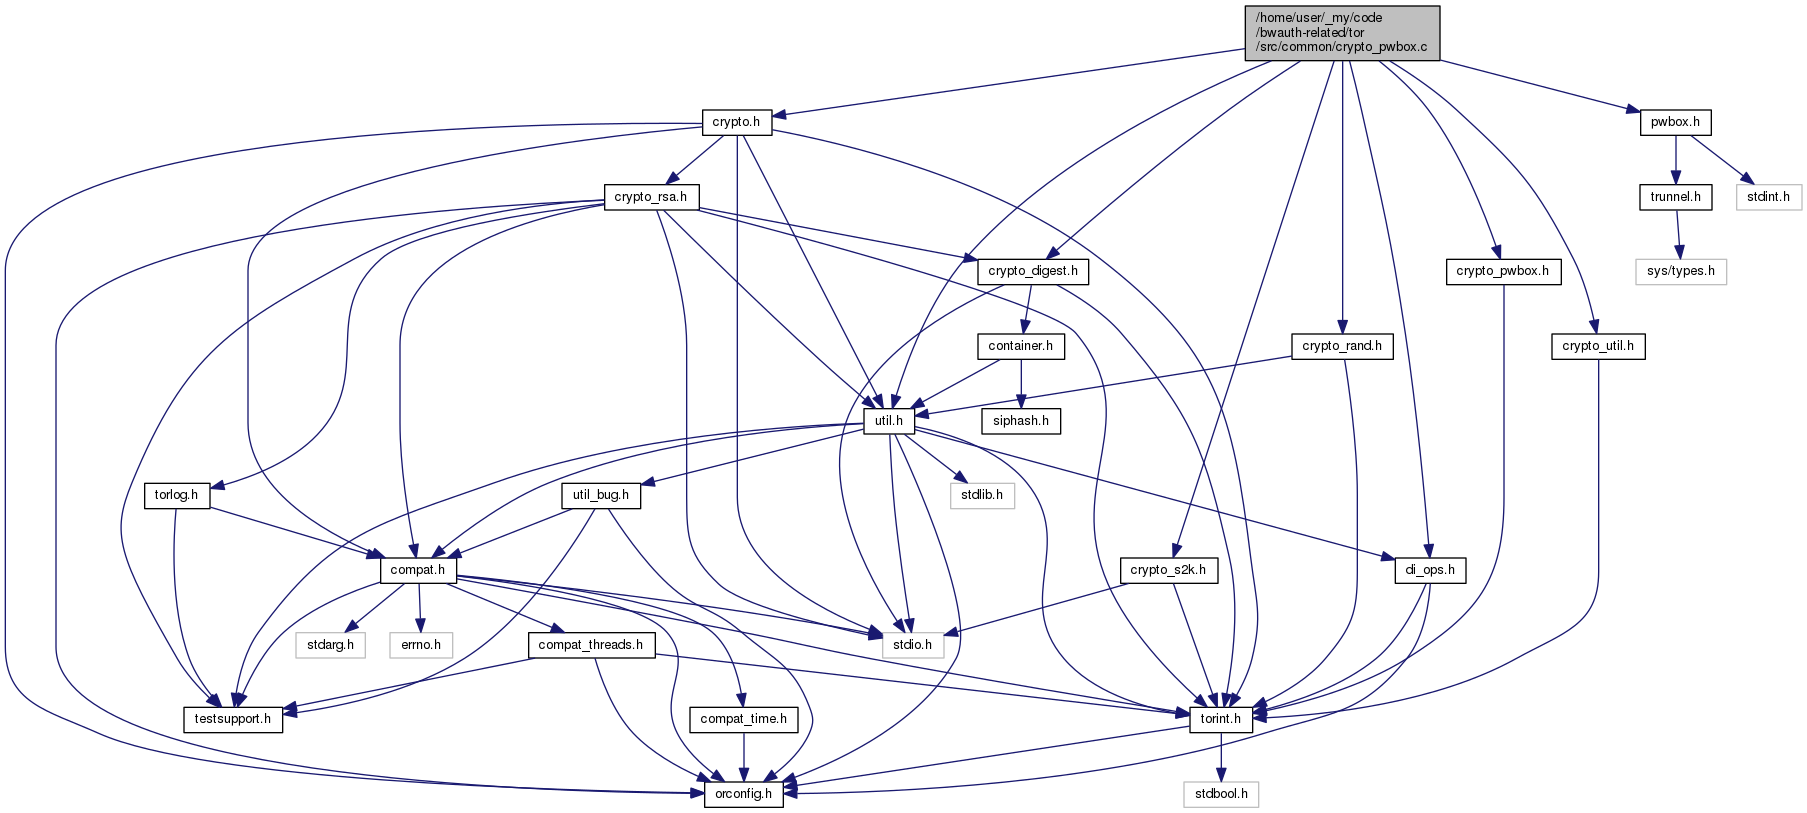 /home/user/_my/code
/bwauth-related/tor
/src/common/crypto_pwbox.c
crypto.h
pwbox.h
crypto_rsa.h
trunnel.h
stdint.h
crypto_digest.h
crypto_pwbox.h
sys/types.h
container.h
crypto_rand.h
crypto_util.h
util.h
siphash.h
torlog.h
util_bug.h
stdlib.h
compat.h
crypto_s2k.h
di_ops.h
stdarg.h
errno.h
compat_threads.h
stdio.h
testsupport.h
compat_time.h
torint.h
orconfig.h
stdbool.h